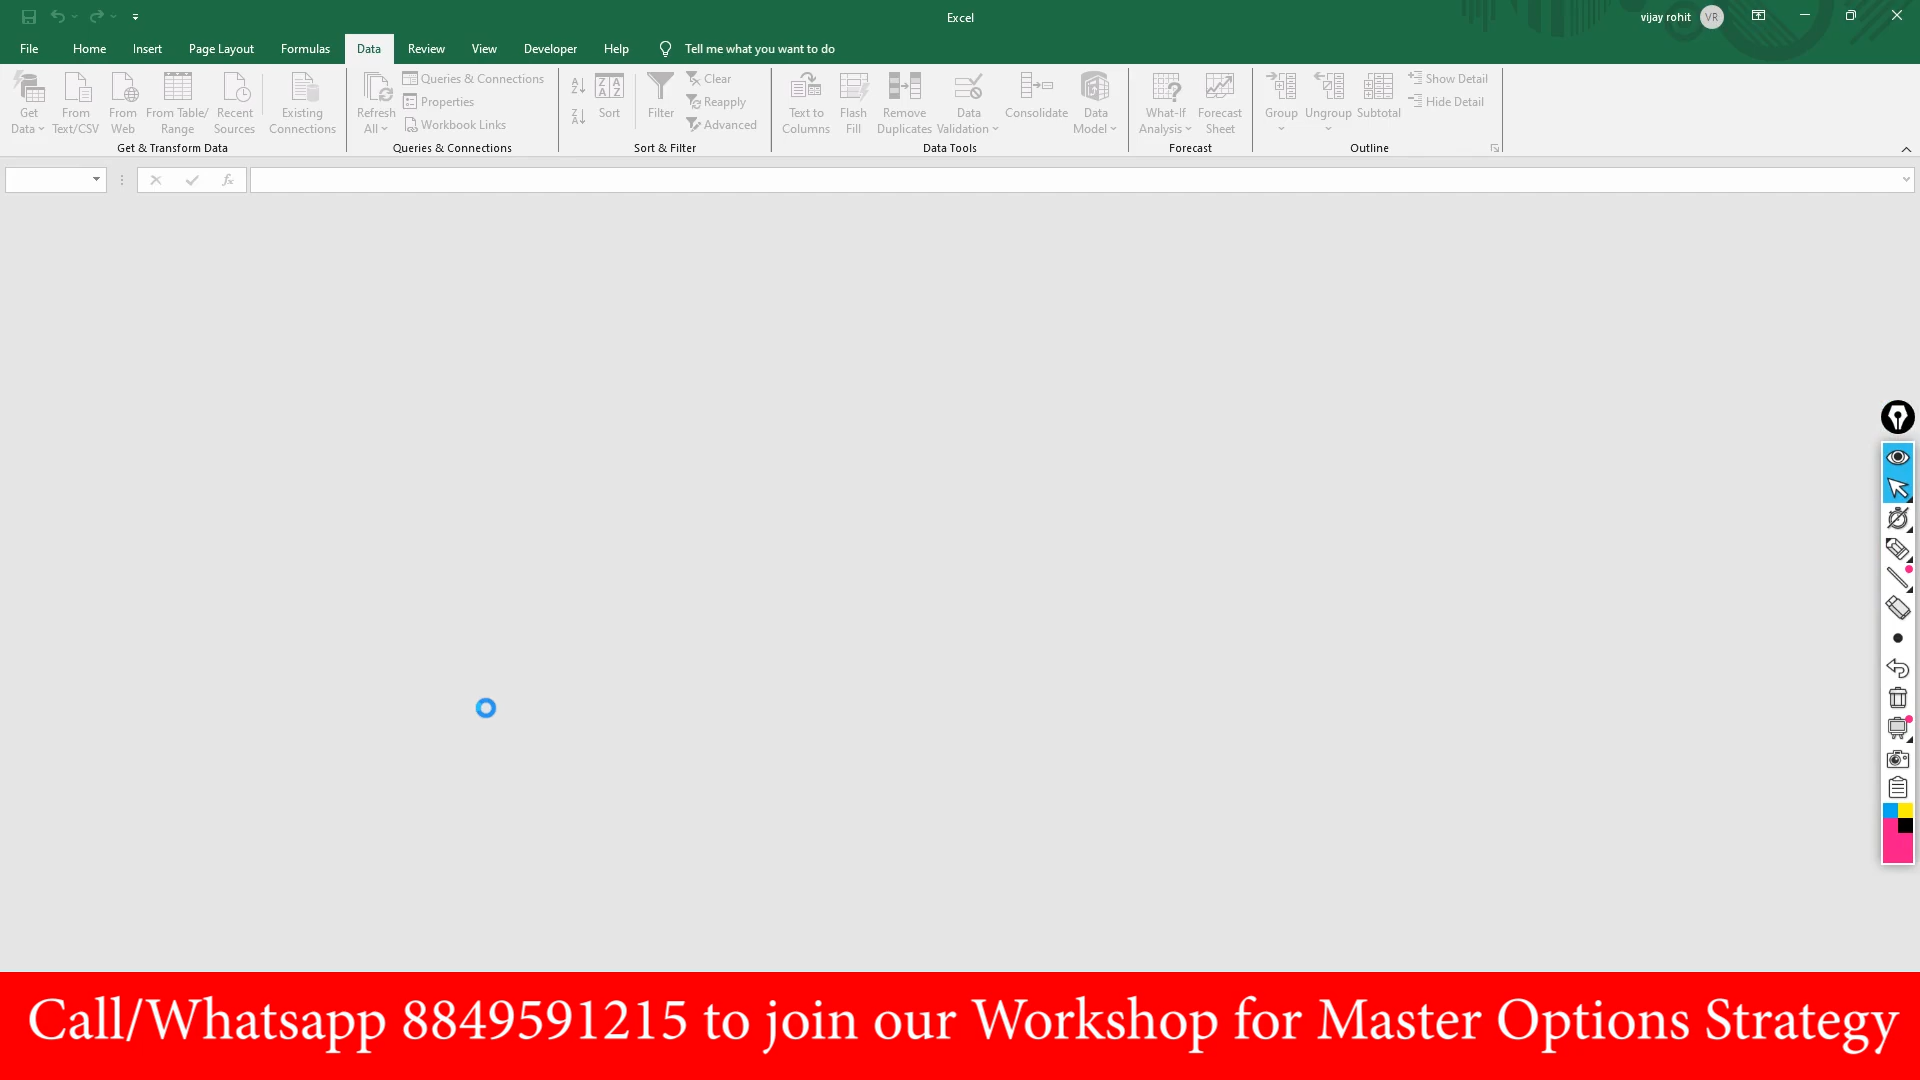 Excel
vijay rohit
VR
File
Home
Insert
Page Layout
Formulas
Data
Review
View
Developer
Help
Tell me what you want to do
Get Data
From Text/CSV
From Web
From Table/ Range
Recent Sources
Existing Connections
Get & Transform Data
Refresh All
Queries & Connections
Properties
Workbook Links
Queries & Connections
Sort
Filter
Clear
Reapply
Advanced
Sort & Filter
Text to Columns
Flash Fill
Remove Duplicates
Data Validation
Consolidate
Data Model
Data Tools
What-If Analysis
Forecast Sheet
Forecast
Group
Ungroup
Subtotal
Show Detail
Hide Detail
Outline
fx
Call/Whatsapp 8849591215 to join our Workshop for Master Options Strategy